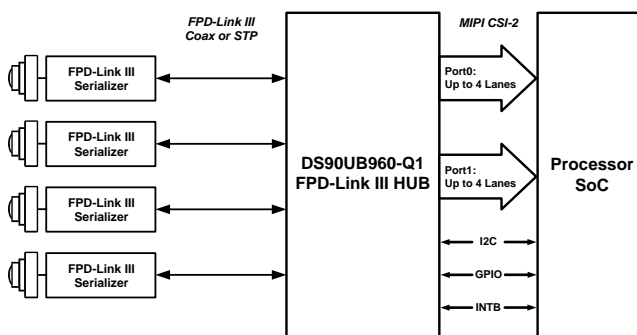 FPD-Link III
Coax or STP
MIPI CSI-2
FPD-Link III
Serializer
FPD-Link III
Serializer
FPD-Link III
Serializer
FPD-Link III
Serializer
DS90UB960-Q1
FPD-Link III HUB
Port0:
Up to 4 Lanes
Port1:
Up to 4 Lanes
I2C
GPIO
INTB
Processor
SoC